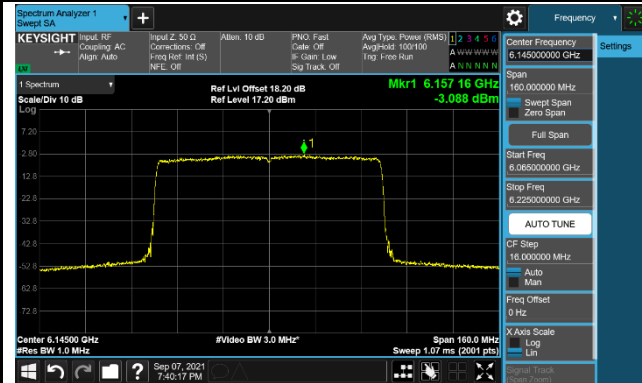 Spectrum Analyzer 1
Swept SA
+
Frequency
KEYSIGHT
Input: RF
Coupling: AC
Align: Auto
Input Z: 50 Ω
Corrections: Off
Freq Ref: Int (S)
NFE: Off
Atten: 10 dB
PNO: Fast
Gate: Off
IF Gain: Low
Sig Track: Off
Avg Type: Power (RMS)
Avg|Hold: 100/100
Trig: Free Run
1 2 3 4 5 6
A W W W W W
A N N N N N
Center Frequency
6.145000000 GHz
Settings
Span
160.000000 MHz
Swept Span
Zero Span
Full Span
Start Freq
6.065000000 GHz
Stop Freq
6.225000000 GHz
AUTO TUNE
CF Step
16.000000 MHz
Auto
Man
Freq Offset
0 Hz
X Axis Scale
Log
Lin
Signal Track
(Span Zoom)
1 Spectrum
Scale/Div 10 dB
Log
Ref Lvl Offset 18.20 dB
Ref Level 17.20 dBm
Mkr1 6.157 16 GHz
-3.088 dBm
1
7.20
-2.80
-12.8
-22.8
-32.8
-42.8
-52.8
-62.8
-72.8
Center 6.14500 GHz
#Res BW 1.0 MHz
#Video BW 3.0 MHz*
Span 160.0 MHz
Sweep 1.07 ms (2001 pts)
?
Sep 07, 2021
7:40:17 PM